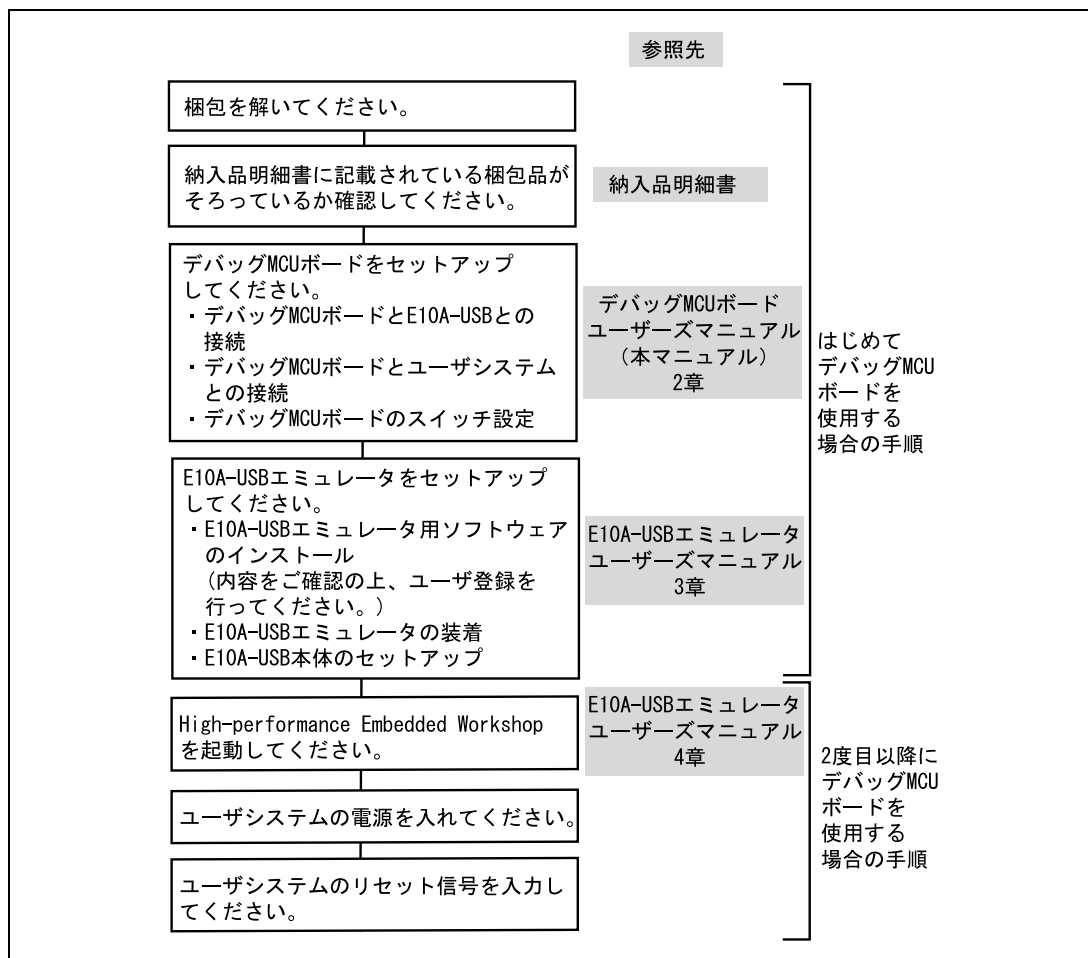 参照先
梱包を解いてください。
納入品明細書に記載されている梱包品が
そろっているか確認してください。
納入品明細書
デバッグMCUボードをセットアップ
してください。
・デバッグMCUボードとE10A-USBとの
接続
・デバッグMCUボードとユーザシステム
との接続
・デバッグMCUボードのスイッチ設定
デバッグMCUボード
ユーザーズマニュアル
（本マニュアル）
2章
E10A-USBエミュレータをセットアップ
してください。
・E10A-USBエミュレータ用ソフトウェア
のインストール
(内容をご確認の上、ユーザ登録を
行ってください。)
・E10A-USBエミュレータの装着
・E10A-USB本体のセットアップ
E10A-USBエミュレータ
ユーザーズマニュアル
3章
はじめて
デバッグMCU
ボードを
使用する
場合の手順
High-performance Embedded Workshop
を起動してください。
E10A-USBエミュレータ
ユーザーズマニュアル
4章
ユーザシステムの電源を入れてください。
ユーザシステムのリセット信号を入力し
てください。
2度目以降に
デバッグMCU
ボードを
使用する
場合の手順